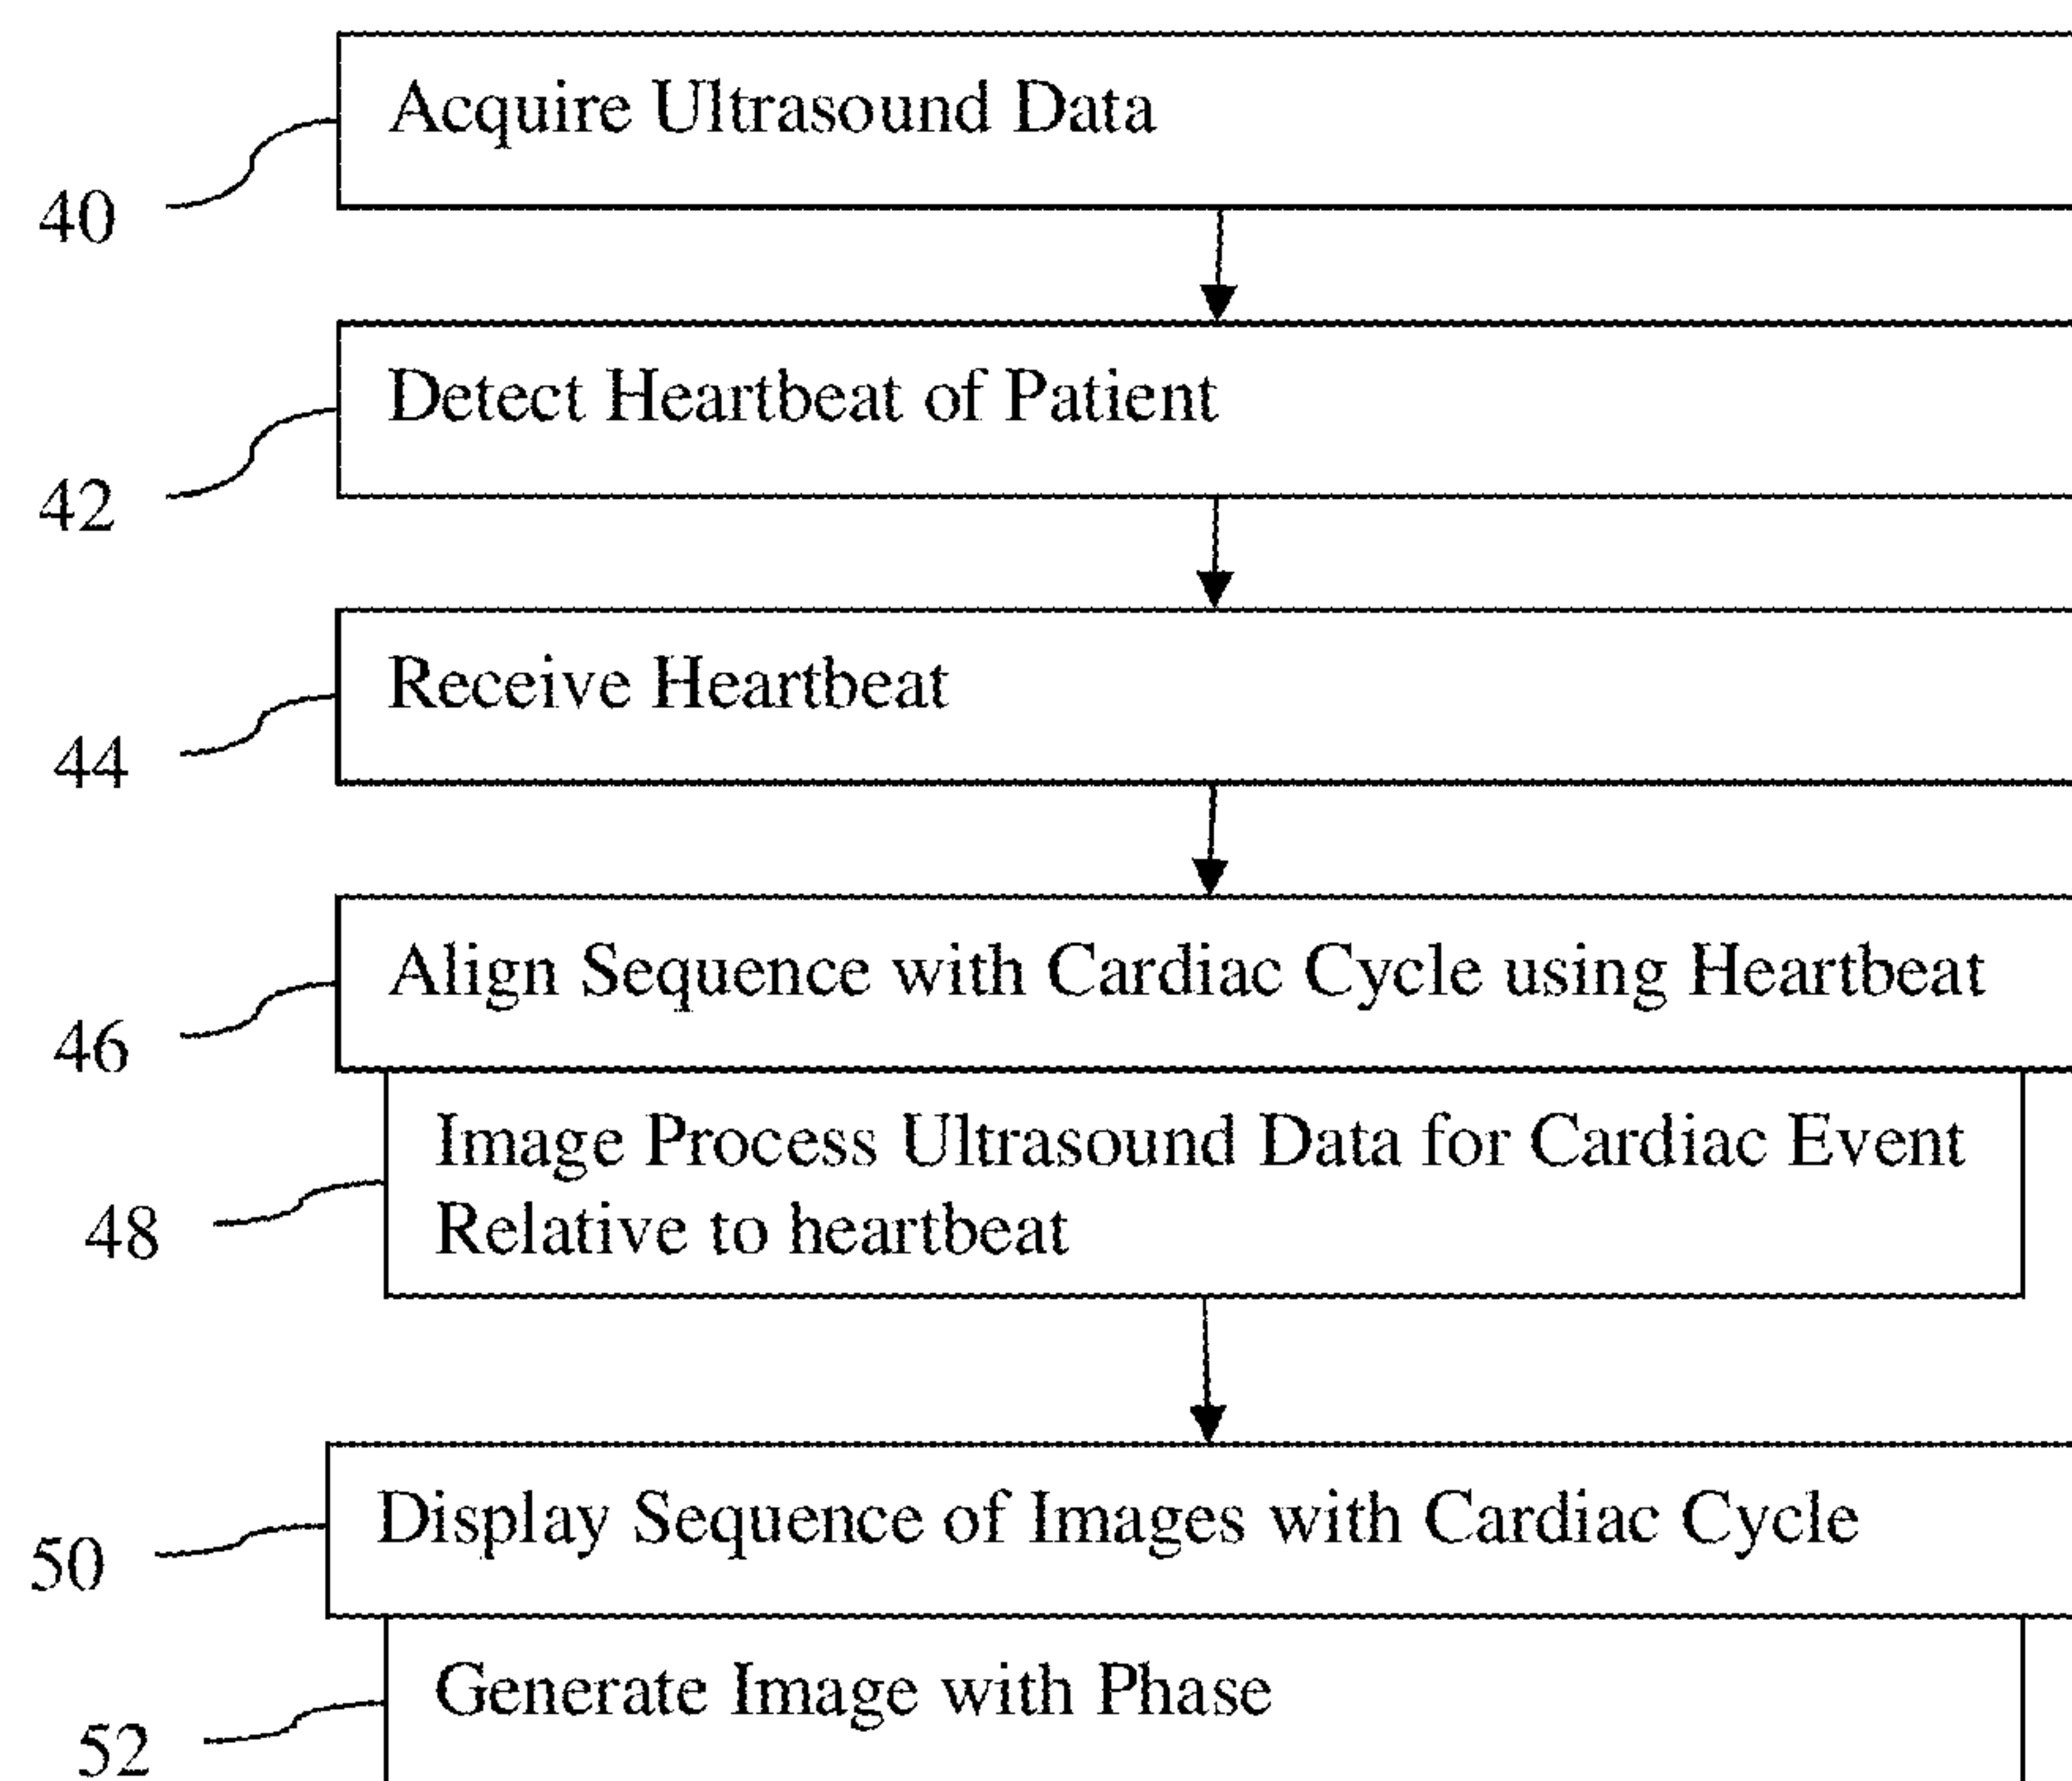 Acquire Ultrasound Data
40
Detect Heartbeat of Patient
42
Receive Heartbeat
44
Align Sequence with Cardiac Cycle using Heartbeat
46
Image Process Ultrasound Data for Cardiac Event
Relative to heartbeat
48
Display Sequence of Images with Cardiac Cycle
50
Generate Image with Phase
52